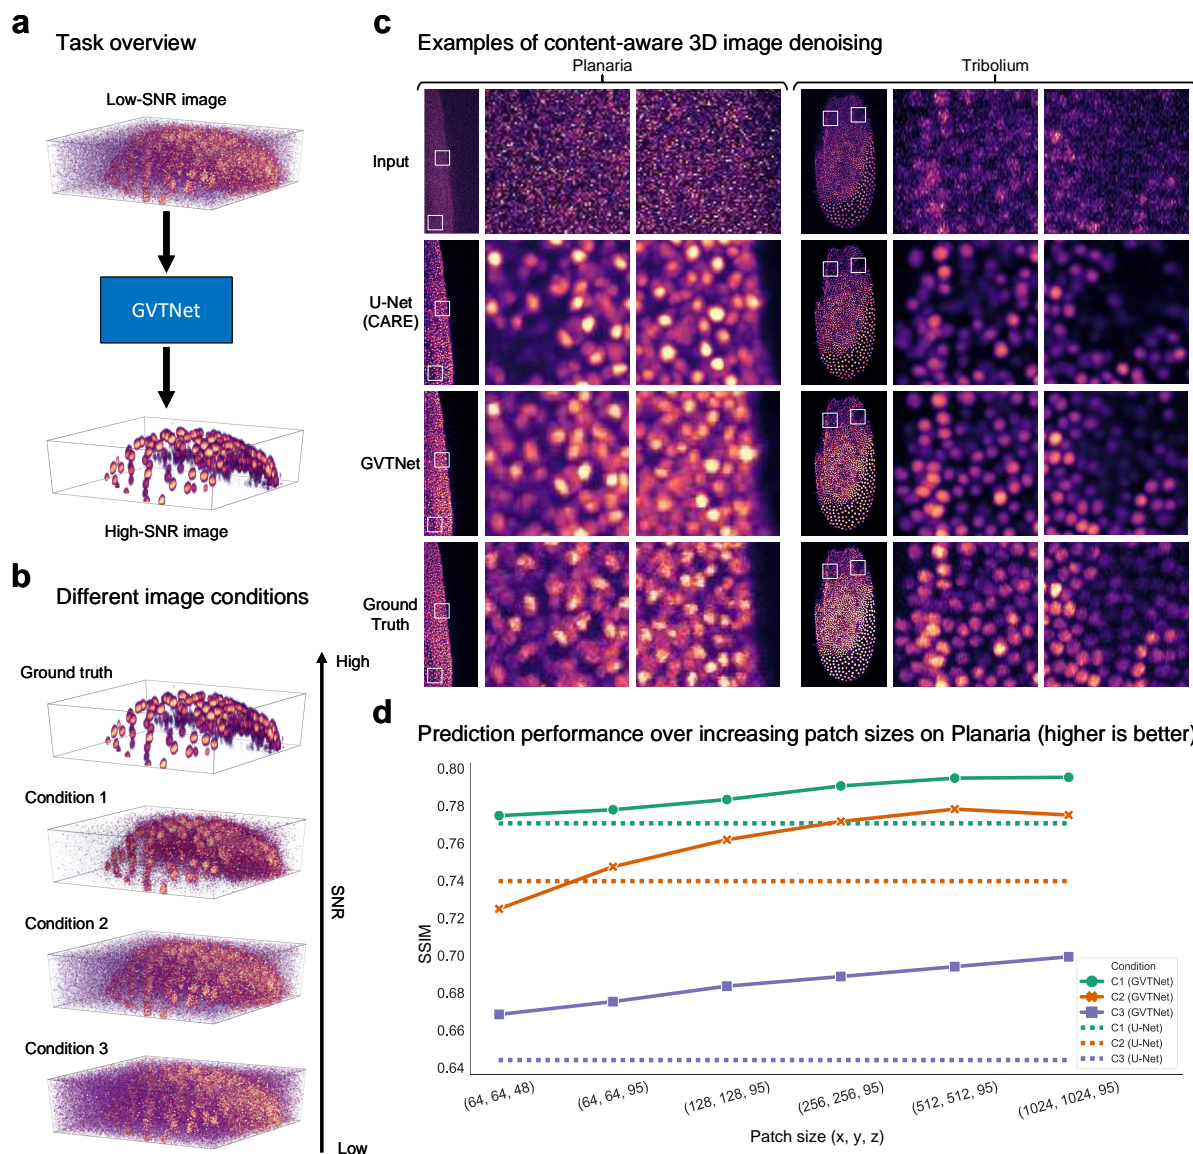 a
Task overview
Low-SNR image
GVTNet
High-SNR image
b
Different image conditions
Ground truth
High
Condition 1
Condition 2
SNR
Condition 3
Low
c
Examples of content-aware 3D image denoising
Planaria
Tribolium
Input
U-Net
(CARE)
GVTNet
Ground
Truth
d
Prediction performance over increasing patch sizes on Planaria (higher is better)
0.80
0.78
0.76
0.74
0.72
0.70
0.68
0.66
0.64
SSIM
Condition
C1 (GVTNet)
C2 (GVTNet)
C3 (GVTNet)
C1 (U-Net)
C2 (U-Net)
C3 (U-Net)
(64, 64, 48)
(64, 64, 95)
(128, 128, 95)
(256, 256, 95)
(512, 512, 95)
(1024, 1024, 95)
Patch size (x, y, z)